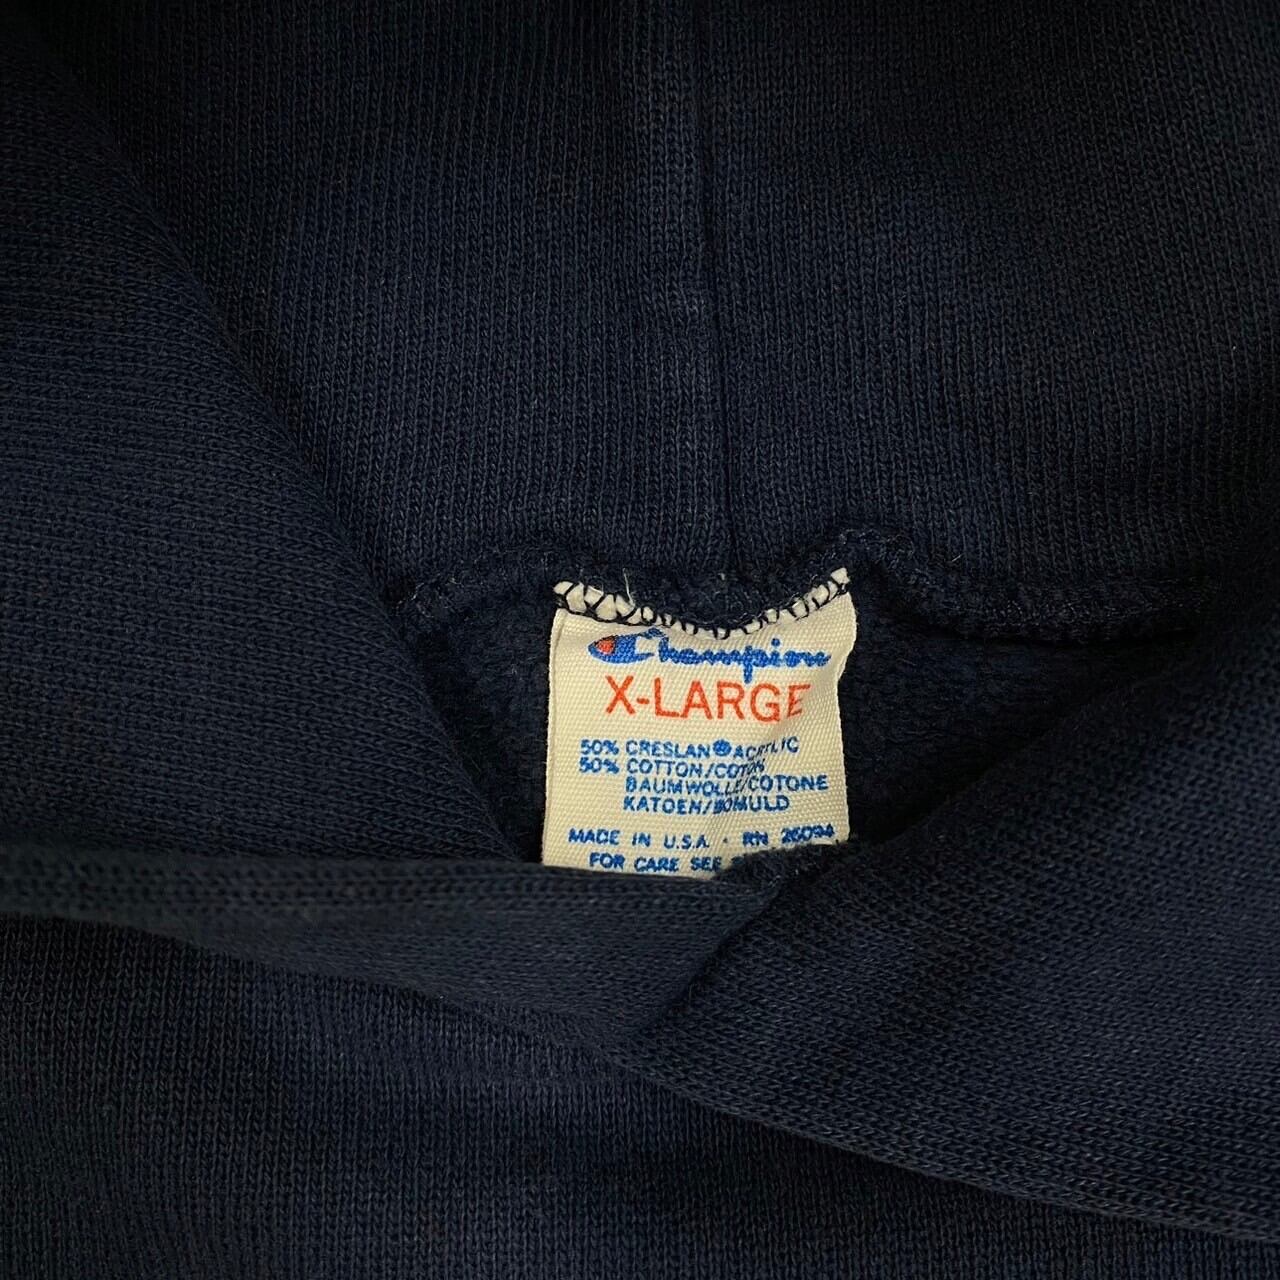 Champion
X-LARGE
50% CRESLAN® ACRYLIC
50% COTTON/COTON
BAUMWOLLE/COTONE
KATOEN/BOMULD
MADE IN U.S.A. · RN 26094
FOR CARE SEE